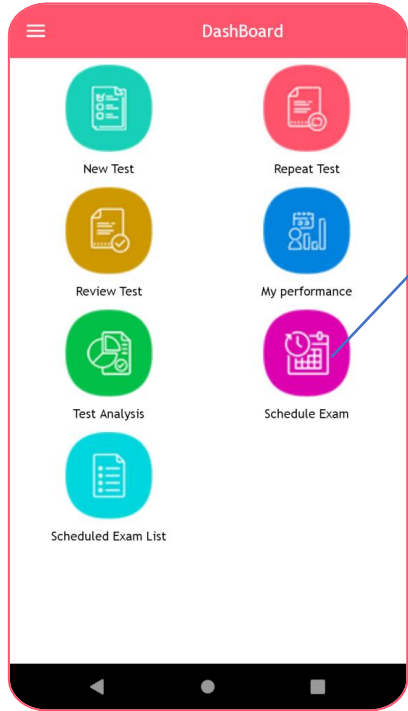 DashBoard
New Test
Repeat Test
Review Test
My performance
Test Analysis
Schedule Exam
Scheduled Exam List